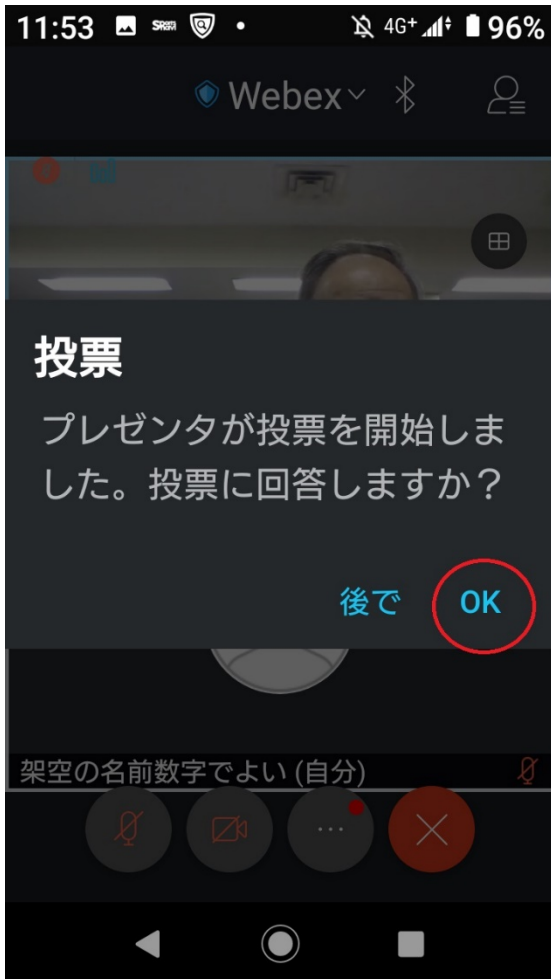 11:53
4G+
96%
Webex
投票
プレゼンタが投票を開始しま
した。投票に回答しますか？
後で
OK
架空の名前数字でよい (自分)